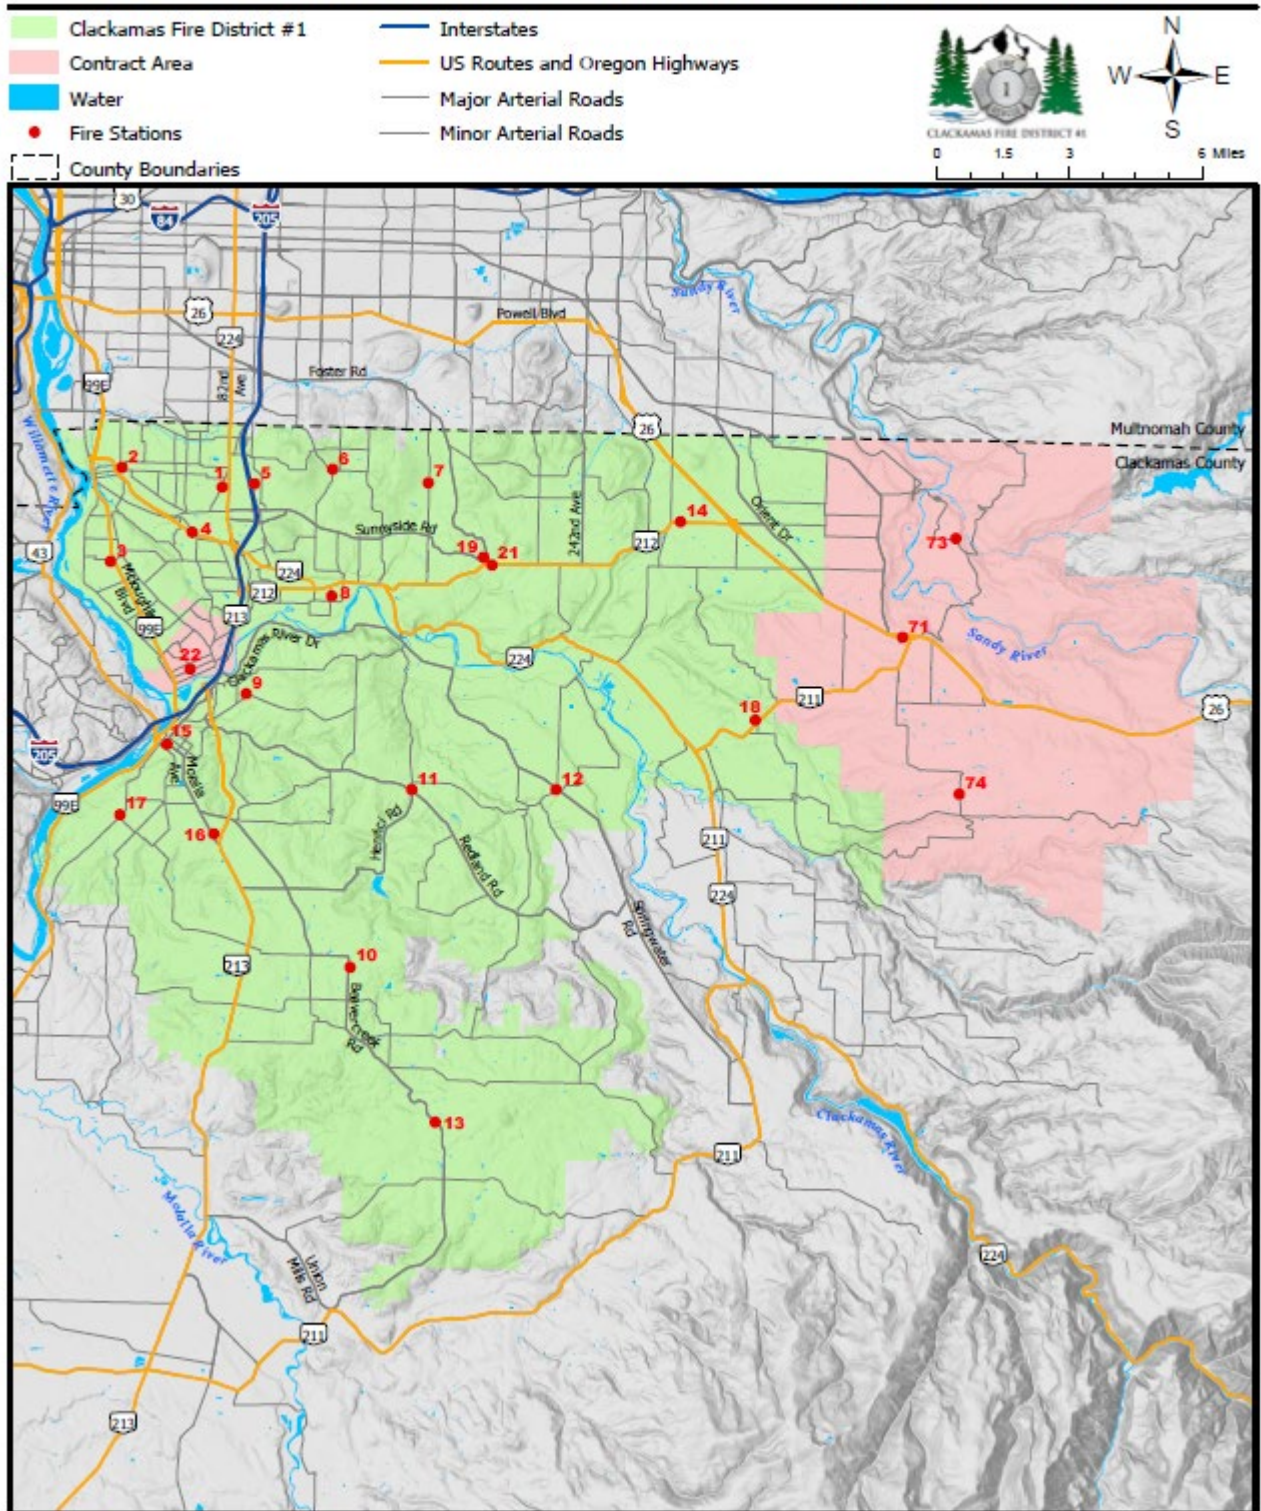 Clackamas Fire District #1
Contract Area
Water
Fire Stations
County Boundaries
Interstates
US Routes and Oregon Highways
Major Arterial Roads
Minor Arterial Roads
1
CLACKAMAS FIRE DISTRICT #1
N
W E
S
0 1.5 3 6 Miles
30
84
205
Sandy River
26
Powell Blvd
224
82nd Ave
Foster Rd
99E
26
Multnomah County
Clackamas County
Willamette River
2
1
5
6
7
242nd Ave
14
Orient Dr
73
4
Sunnyside Rd
43
3
19
21
212
224
212
8
Mcloughlin Blvd
213
99E
Clackamas River Dr
71
Sandy River
22
224
9
211
18
26
15
205
Molalla Ave
11
12
74
99E
17
16
Henrici Rd
211
Redland Rd
224
Springwater Rd
213
10
Beavercreek Rd
13
Clackamas River
211
Molalla River
224
Union Mills Rd
211
213